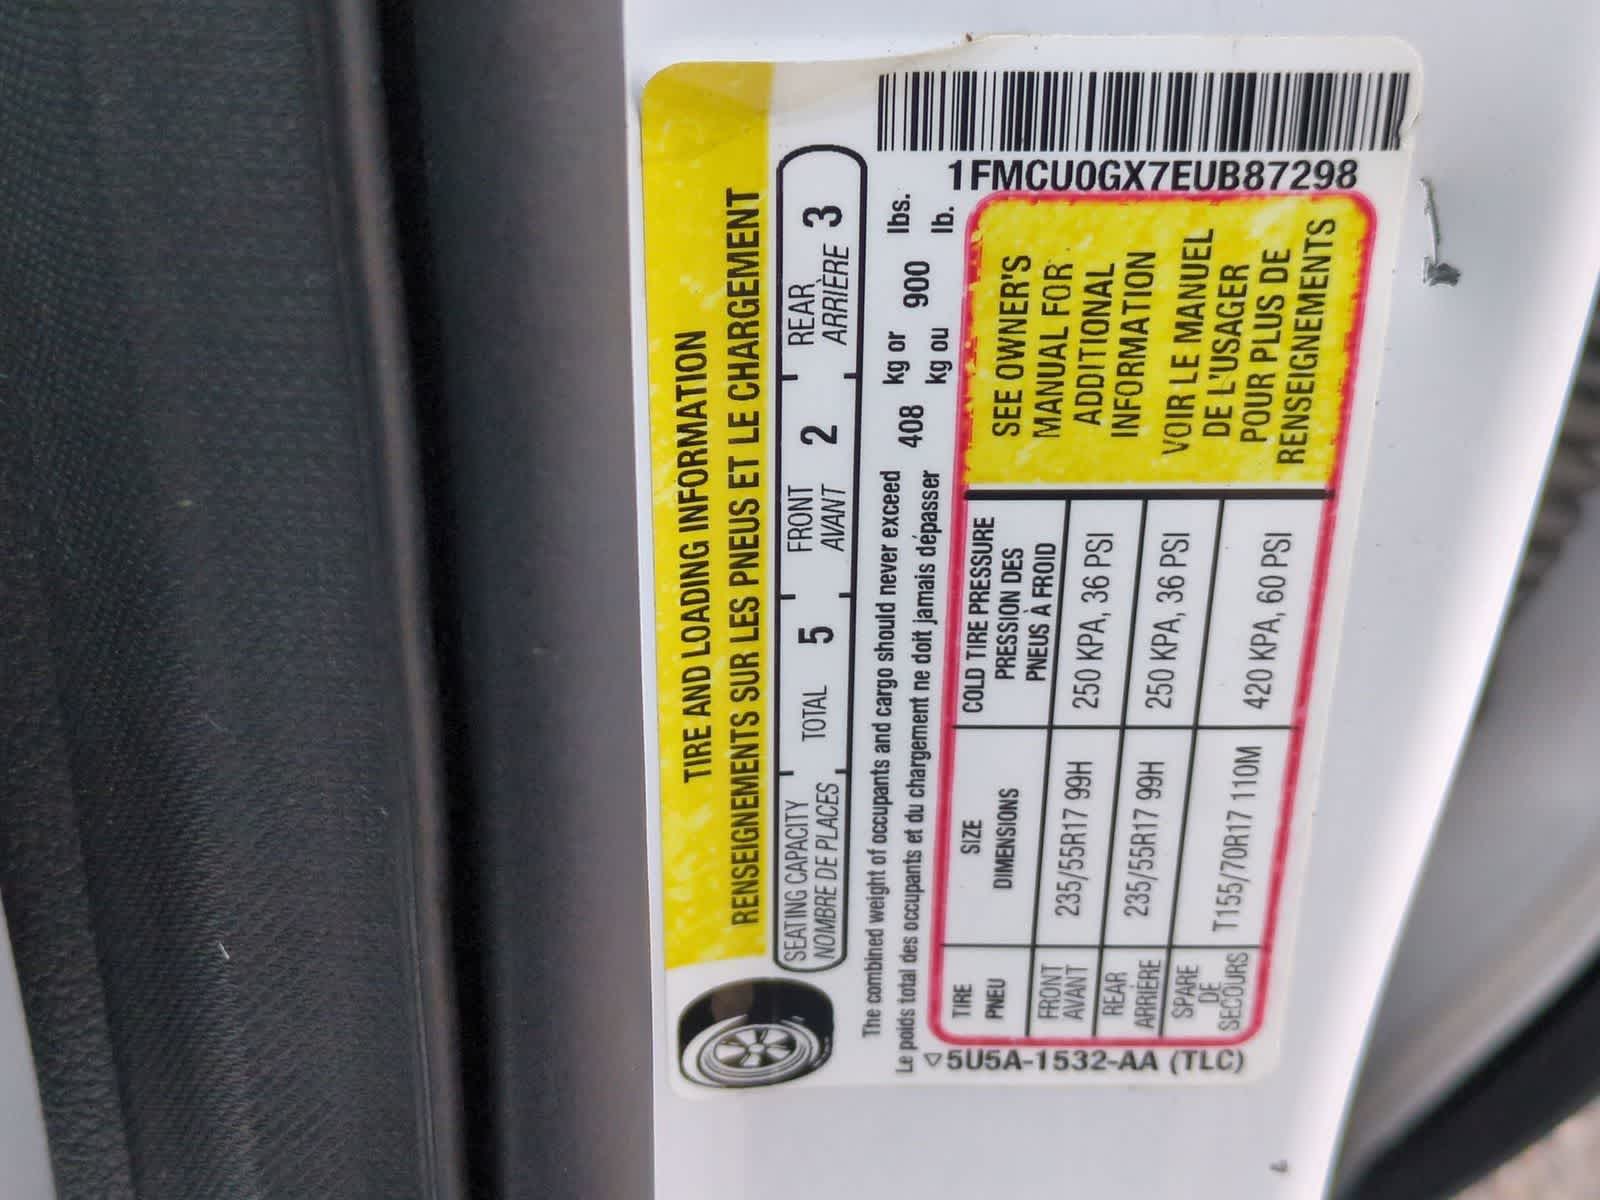 TIRE AND LOADING INFORMATION
RENSEIGNEMENTS SUR LES PNEUS ET LE CHARGEMENT
SEATING CAPACITY TOTAL 5 FRONT 2 REAR 3
NOMBRE DE PLACES AVANT ARRIÈRE
The combined weight of occupants and cargo should never exceed 408 kg or 900 lbs.
Le poids total des occupants et du chargement ne doit jamais dépasser kg ou lb.
TIRE
PNEU
SIZE
DIMENSIONS
COLD TIRE PRESSURE
PRESSION DES
PNEUS À FROID
FRONT
AVANT
235/55R17 99H
250 KPA, 36 PSI
REAR
ARRIÈRE
235/55R17 99H
250 KPA, 36 PSI
SPARE
DE
SECOURS
T155/70R17 110M
420 KPA, 60 PSI
SEE OWNER'S
MANUAL FOR
ADDITIONAL
INFORMATION
VOIR LE MANUEL
DE L'USAGER
POUR PLUS DE
RENSEIGNEMENTS
5U5A-1532-AA (TLC)
1FMCU0GX7EUB87298